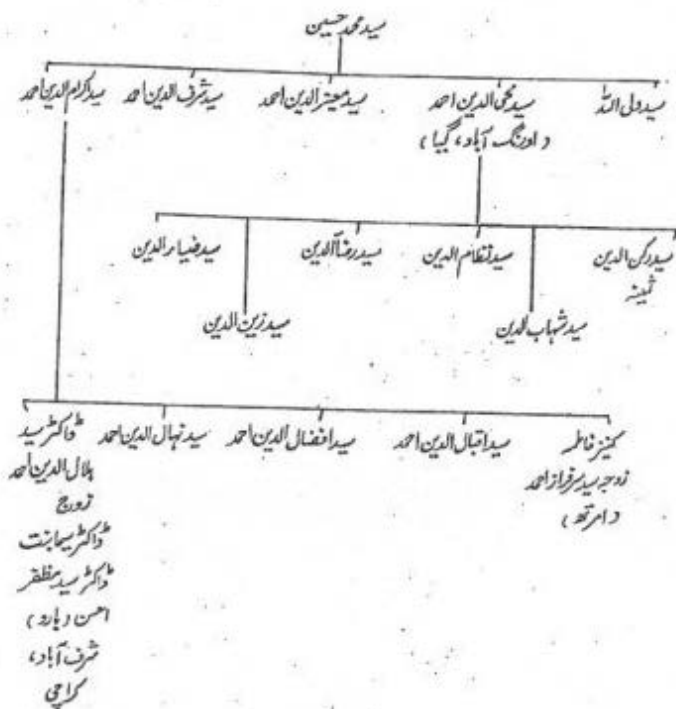 سید محمد حسین
سید ولی اللہ
سید محی الدین احمد
(اورنگ آباد، گیا)
سید معیز الدین احمد
سید شرف الدین احمد
سید اکرام الدین احمد
سید رکن الدین
ثمینہ
سید نظام الدین
سید رضا الدین
سید ضیاء الدین
سید شہاب الدین
سید زین الدین
کنیز فاطمہ
زوجہ سید سرفراز احمد
(امرتھ)
سید اقبال الدین احمد
سید افضال الدین احمد
سید نہال الدین احمد
ڈاکٹر سید
ہلال الدین احمد
زوج
ڈاکٹر سیما بنت
ڈاکٹر سید مظفر
احسن (بارو)
شرف آباد،
کراچی